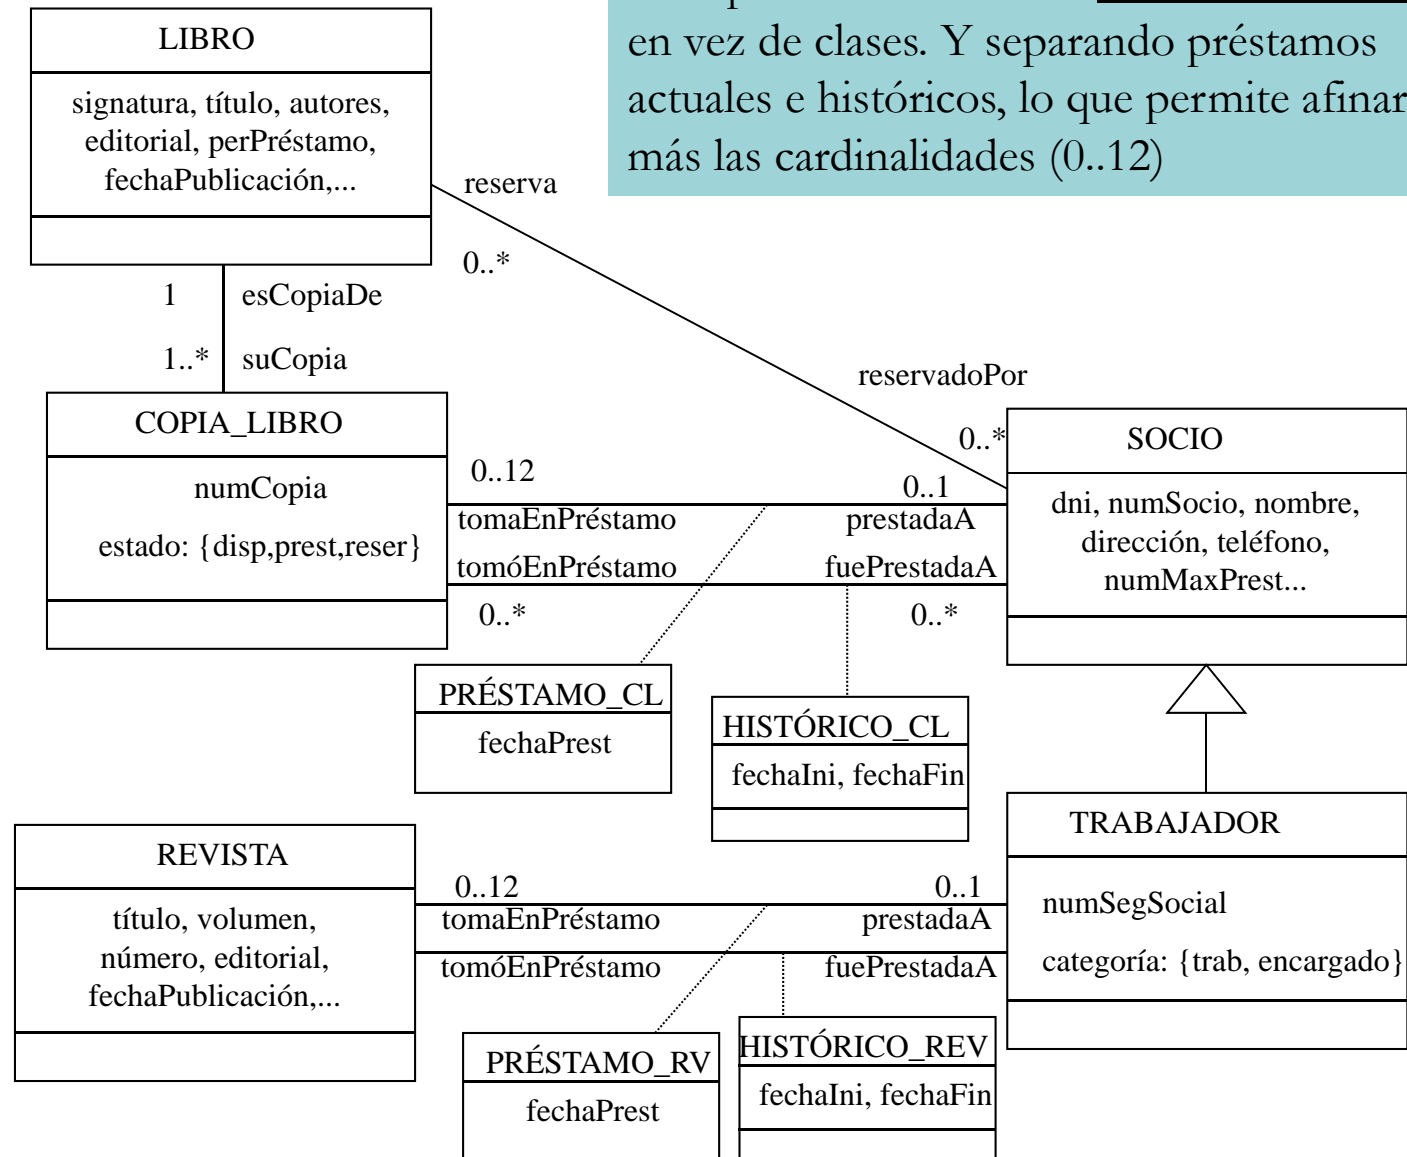 en vez de clases. Y separando préstamos
actuales e históricos, lo que permite afinar
más las cardinalidades (0..12)
LIBRO
signatura, título, autores,
editorial, perPréstamo,
fechaPublicación,...
reserva
0..*
1
esCopiaDe
1..*
suCopia
reservadoPor
0..*
COPIA_LIBRO
numCopia
estado: {disp,prest,reser}
0..12
0..1
tomaEnPréstamo
prestadaA
tomóEnPréstamo
fuePrestadaA
0..*
0..*
SOCIO
dni, numSocio, nombre,
dirección, teléfono,
numMaxPrest...
PRÉSTAMO_CL
fechaPrest
HISTÓRICO_CL
fechaIni, fechaFin
TRABAJADOR
numSegSocial
categoría: {trab, encargado}
REVISTA
título, volumen,
número, editorial,
fechaPublicación,...
0..12
0..1
tomaEnPréstamo
prestadaA
tomóEnPréstamo
fuePrestadaA
PRÉSTAMO_RV
fechaPrest
HISTÓRICO_REV
fechaIni, fechaFin